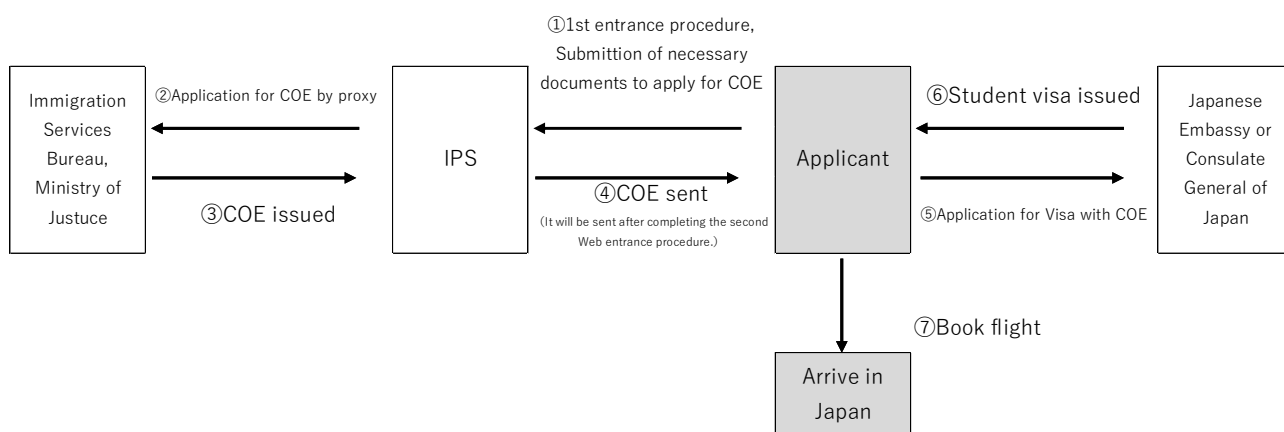 ①1st entrance procedure,
Submittion of necessary
documents to apply for COE
Immigration
Services
Bureau,
Ministry of
Justuce
②Application for COE by proxy
③COE issued
IPS
④COE sent
(It will be sent after completing the second
Web entrance procedure.)
Applicant
⑥Student visa issued
⑤Application for Visa with COE
Japanese
Embassy or
Consulate
General of
Japan
⑦Book flight
Arrive in
Japan